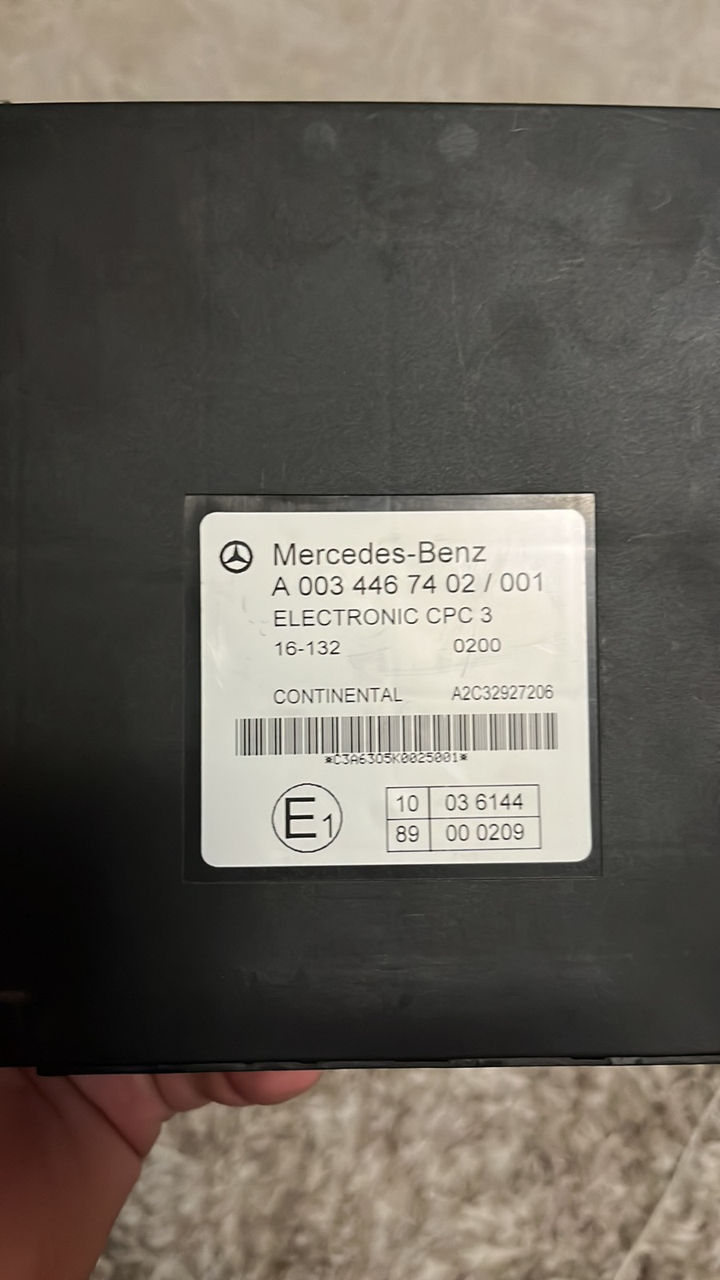 Mercedes-Benz
A 003 446 74 02 / 001
ELECTRONIC CPC 3
16-132 0200
CONTINENTAL A2C32927206
*C3A6305K0025001*
E1
10 03 6144
89 00 0209